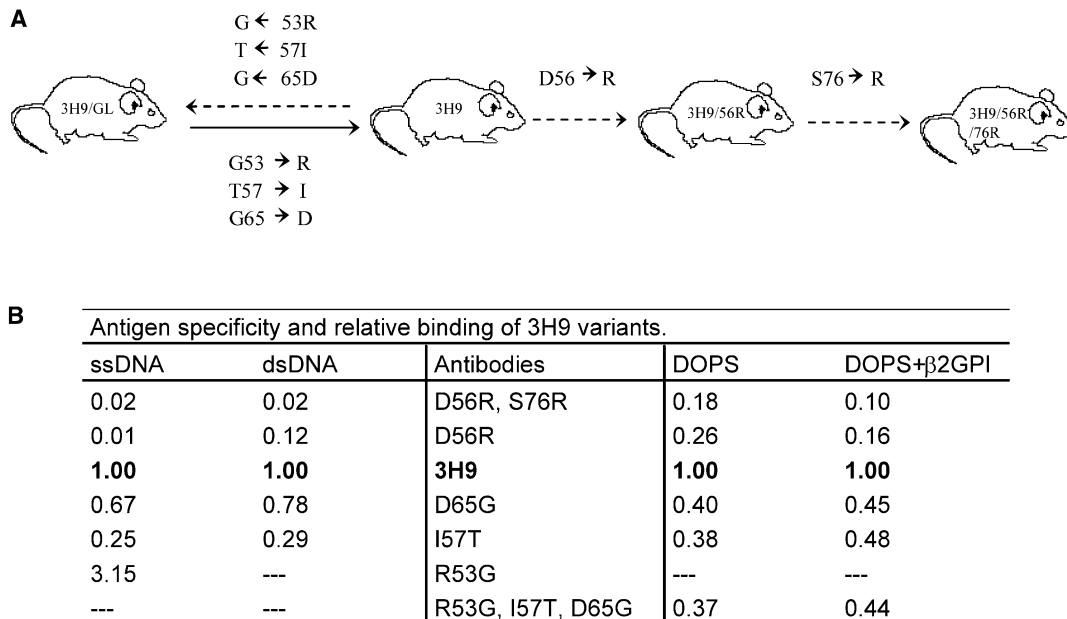 A
G ← 53R
T ← 57I
G ← 65D
D56 → R
S76 → R
3H9/GL
3H9
3H9/56R
3H9/56R
/76R
G53 → R
T57 → I
G65 → D
B
Antigen specificity and relative binding of 3H9 variants.
ssDNA dsDNA Antibodies DOPS DOPS+β2GPI
0.02 0.02 D56R, S76R 0.18 0.10
0.01 0.12 D56R 0.26 0.16
1.00 1.00 3H9 1.00 1.00
0.67 0.78 D65G 0.40 0.45
0.25 0.29 I57T 0.38 0.48
3.15 --- R53G --- ---
--- --- R53G, I57T, D65G 0.37 0.44